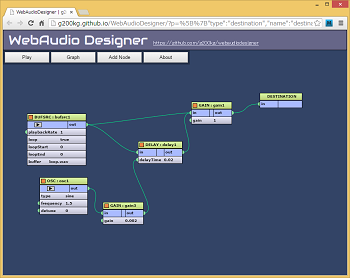 WebAudioDesigner | g200
g200kg.github.io/WebAudioDesigner/?p=%5B%7B"type":"destination","name":"destin
WebAudio Designer https://github.com/g200kg/webaudiodesigner
Play Graph Add Node About
GAIN : gain1
in out
gain 1
DESTINATION
in
BUFSRC : bufsrc1
out
playbackRate 1
loop true
loopStart 0
loopEnd 0
buffer loop.wav
DELAY : delay1
in out
delayTime 0.02
OSC : osc1
out
type sine
frequency 1.5
detune 0
GAIN : gain2
in out
gain 0.002